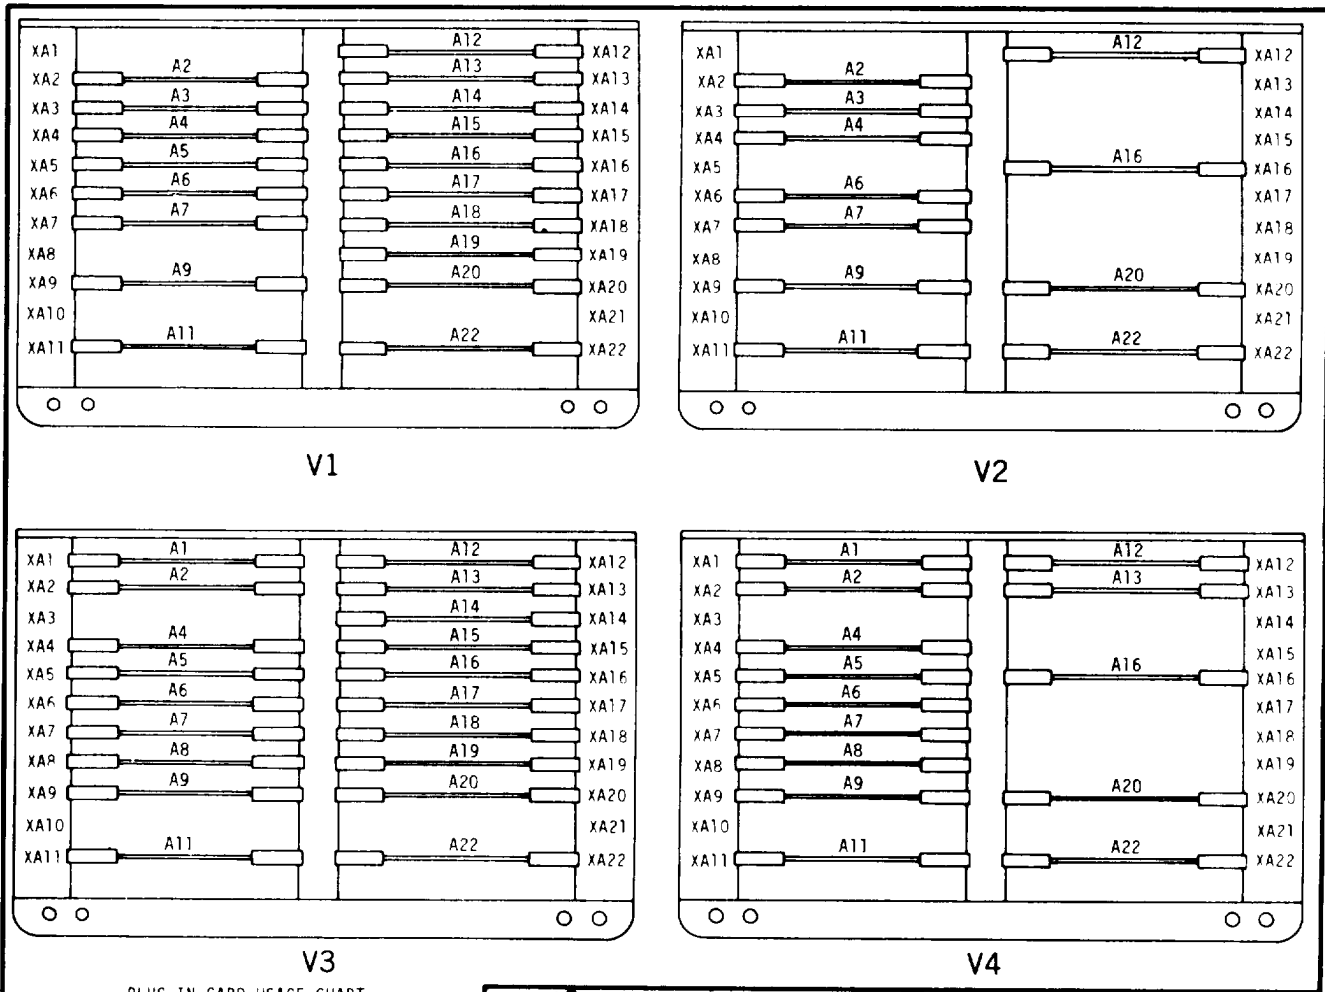 XA1 A12 XA12
XA2 A2 A13 XA13
XA3 A3 A14 XA14
XA4 A4 A15 XA15
XA5 A5 A16 XA16
XA6 A6 A17 XA17
XA7 A7 A18 XA18
XA8 A19 XA19
XA9 A9 A20 XA20
XA10 XA21
XA11 A11 A22 XA22
V1
XA1 A12 XA12
XA2 A2 XA13
XA3 A3 XA14
XA4 A4 XA15
XA5 A16 XA16
XA6 A6 XA17
XA7 A7 XA18
XA8 XA19
XA9 A9 A20 XA20
XA10 XA21
XA11 A11 A22 XA22
V2
XA1 A1 A12 XA12
XA2 A2 A13 XA13
XA3 A14 XA14
XA4 A4 A15 XA15
XA5 A5 A16 XA16
XA6 A6 A17 XA17
XA7 A7 A18 XA18
XA8 A8 A19 XA19
XA9 A9 A20 XA20
XA10 XA21
XA11 A11 A22 XA22
V3
XA1 A1 A12 XA12
XA2 A2 A13 XA13
XA3 XA14
XA4 A4 XA15
XA5 A5 A16 XA16
XA6 A6 XA17
XA7 A7 XA18
XA8 A8 XA19
XA9 A9 A20 XA20
XA10 XA21
XA11 A11 A22 XA22
V4
PLUG-IN CARD USAGE CHART